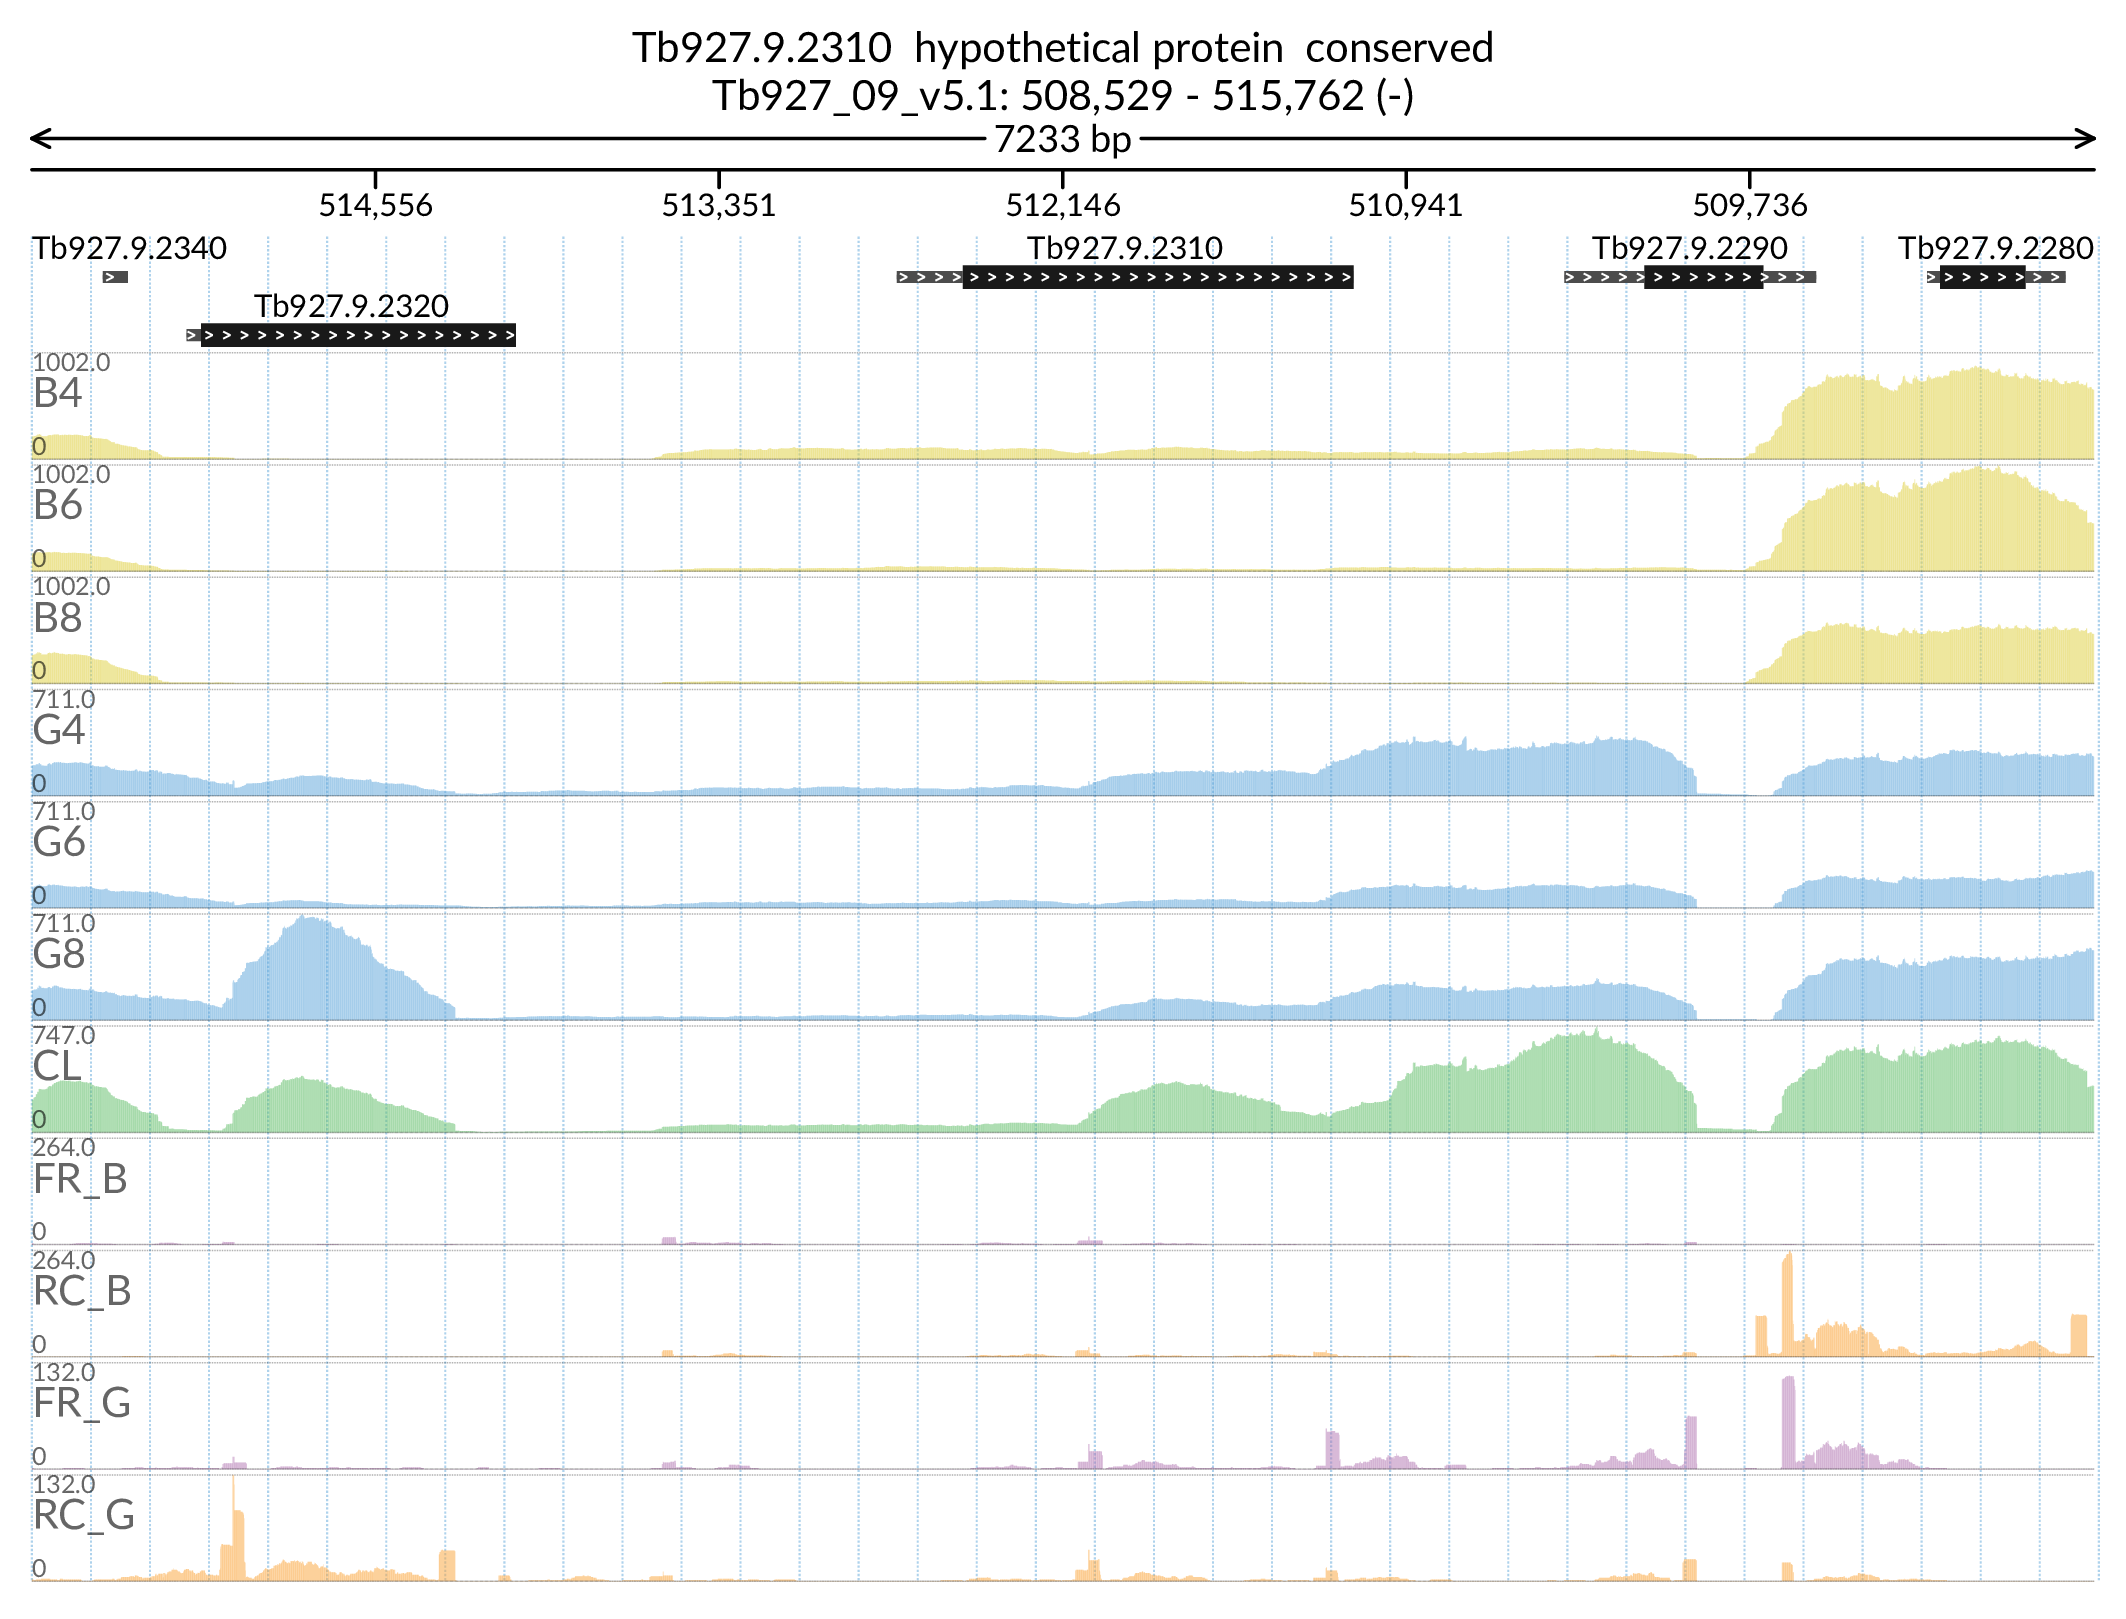 Tb927.9.2310  hypothetical protein  conserved
Tb927_09_v5.1: 508,529 - 515,762 (-)
7233 bp
514,556 513,351 512,146 510,941 509,736
Tb927.9.2340 Tb927.9.2310 Tb927.9.2290 Tb927.9.2280
Tb927.9.2320
1002.0
B4
0
1002.0
B6
0
1002.0
B8
0
711.0
G4
0
711.0
G6
0
711.0
G8
0
747.0
CL
0
264.0
FR_B
0
264.0
RC_B
0
132.0
FR_G
0
132.0
RC_G
0